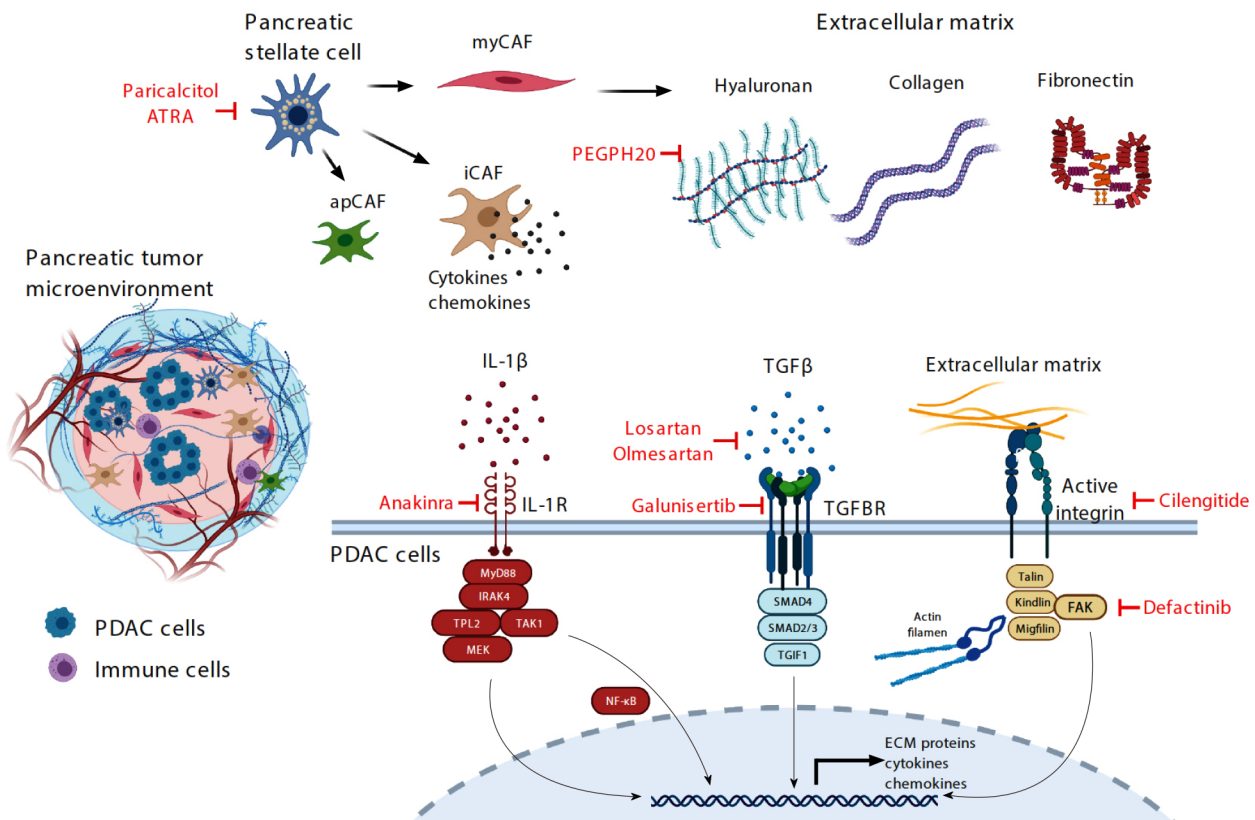 Pancreatic
stellate cell
myCAF
Extracellular matrix
Paricalcitol
ATRA
Hyaluronan
Collagen
Fibronectin
PEGPH20
iCAF
apCAF
Cytokines
chemokines
Pancreatic tumor
microenvironment
IL-1β
TGFβ
Extracellular matrix
Losartan
Olmesartan
Anakinra
IL-1R
Galunisertib
TGFBR
Active
integrin
Cilengitide
PDAC cells
MyD88
IRAK4
TPL2
TAK1
MEK
NF-κB
SMAD4
SMAD2/3
TGIF1
Talin
Kindlin
FAK
Migfilin
Defactinib
Actin
filamen
PDAC cells
Immune cells
ECM proteins
cytokines
chemokines